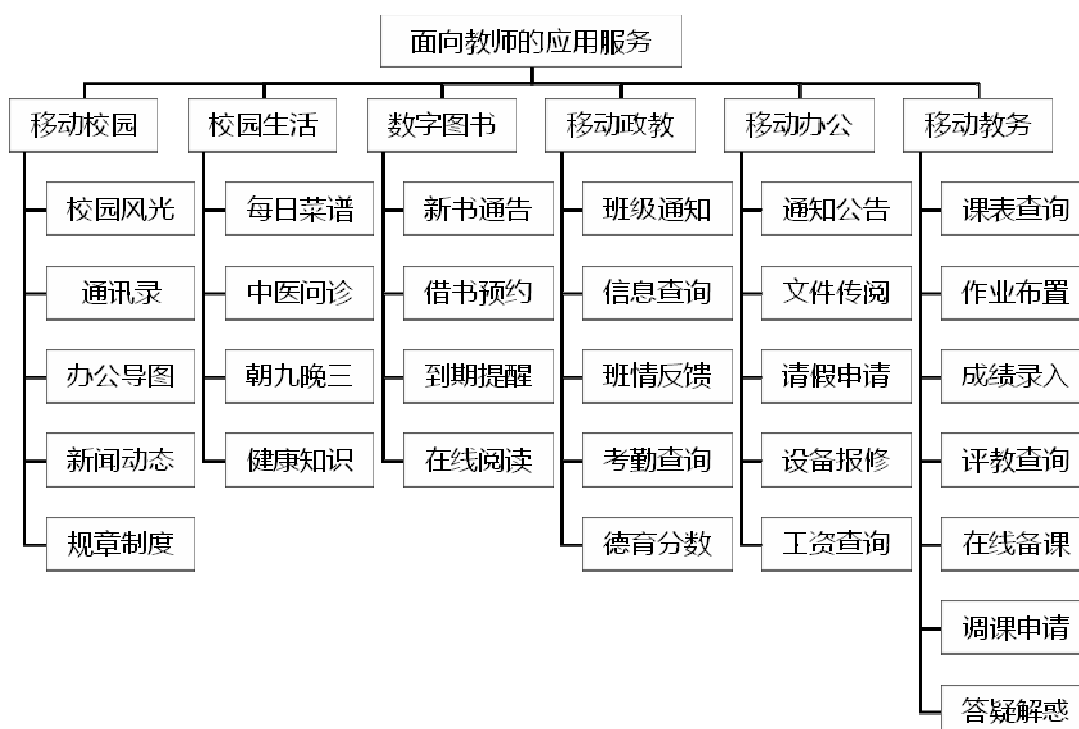 面向教师的应用服务
移动校园
校园生活
数字图书
移动政教
移动办公
移动教务
校园风光
每日菜谱
新书通告
班级通知
通知公告
课表查询
通讯录
中医问诊
借书预约
信息查询
文件传阅
作业布置
办公导图
朝九晚三
到期提醒
班情反馈
请假申请
成绩录入
新闻动态
健康知识
在线阅读
考勤查询
设备报修
评教查询
规章制度
德育分数
工资查询
在线备课
调课申请
答疑解惑